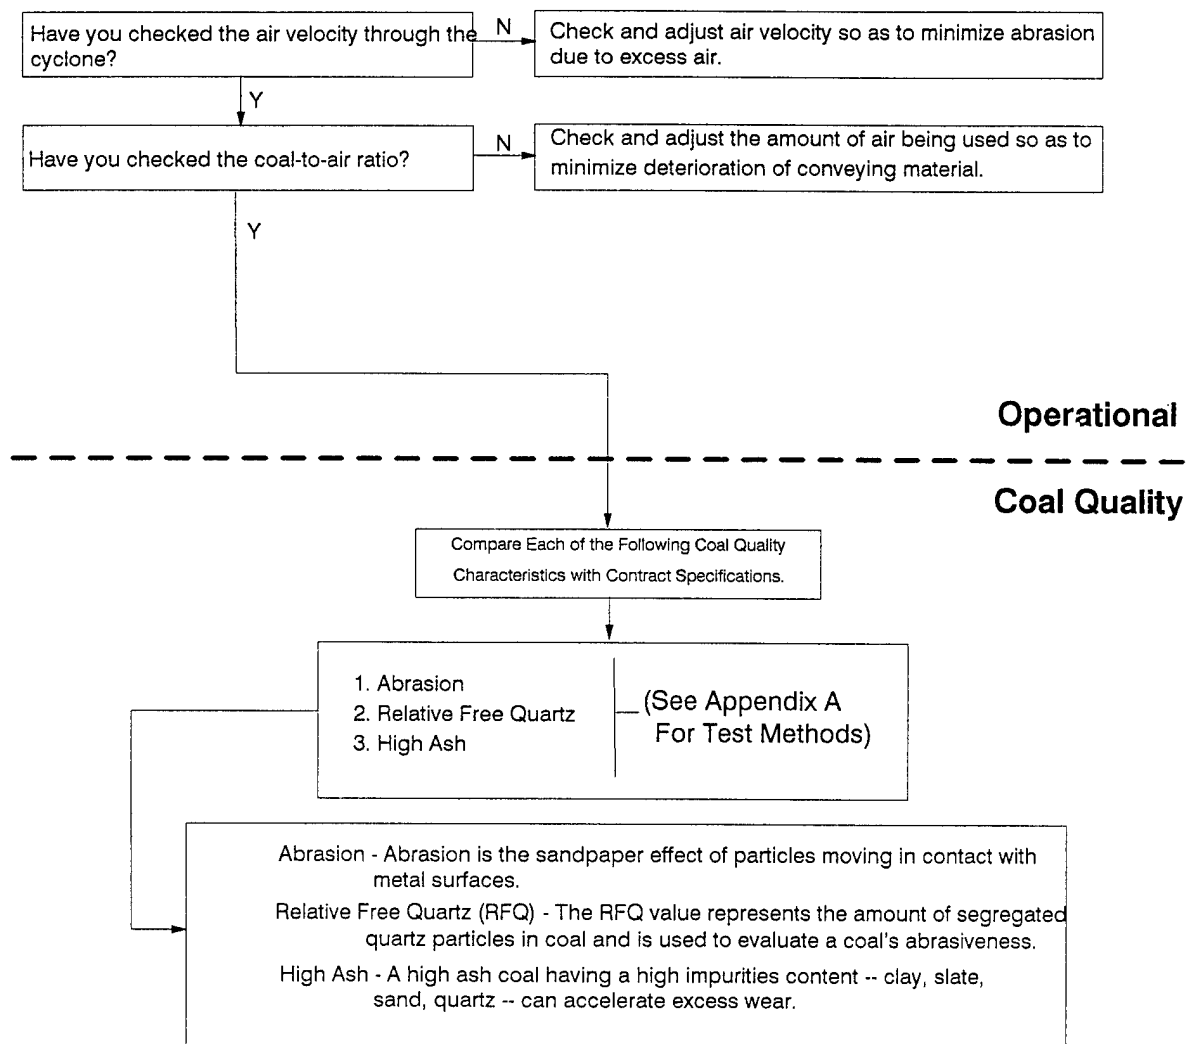 Have you checked the air velocity through the
cyclone?
N
Check and adjust air velocity so as to minimize abrasion
due to excess air.
Y
Have you checked the coal-to-air ratio?
N
Check and adjust the amount of air being used so as to
minimize deterioration of conveying material.
Y
Operational
Coal Quality
Compare Each of the Following Coal Quality
Characteristics with Contract Specifications.
1. Abrasion
2. Relative Free Quartz
3. High Ash
(See Appendix A
For Test Methods)
Abrasion - Abrasion is the sandpaper effect of particles moving in contact with
metal surfaces.
Relative Free Quartz (RFQ) - The RFQ value represents the amount of segregated
quartz particles in coal and is used to evaluate a coal's abrasiveness.
High Ash - A high ash coal having a high impurities content -- clay, slate,
sand, quartz -- can accelerate excess wear.